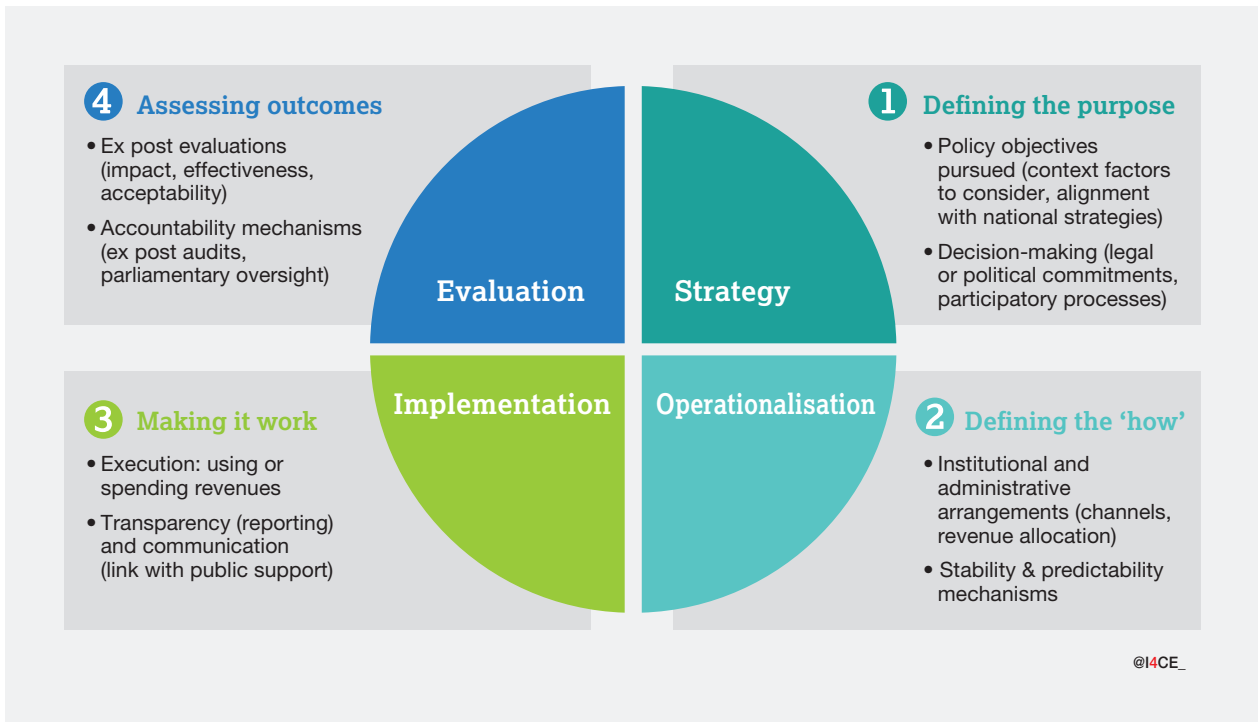 1 Defining the purpose
• Policy objectives
pursued (context factors
to consider, alignment
with national strategies)
• Decision-making (legal
or political commitments,
participatory processes)
Strategy
2 Defining the ‘how’
• Institutional and
administrative
arrangements (channels,
revenue allocation)
• Stability & predictability
mechanisms
Operationalisation
3 Making it work
• Execution: using or
spending revenues
• Transparency (reporting)
and communication
(link with public support)
Implementation
4 Assessing outcomes
• Ex post evaluations
(impact, effectiveness,
acceptability)
• Accountability mechanisms
(ex post audits,
parliamentary oversight)
Evaluation
@I4CE_